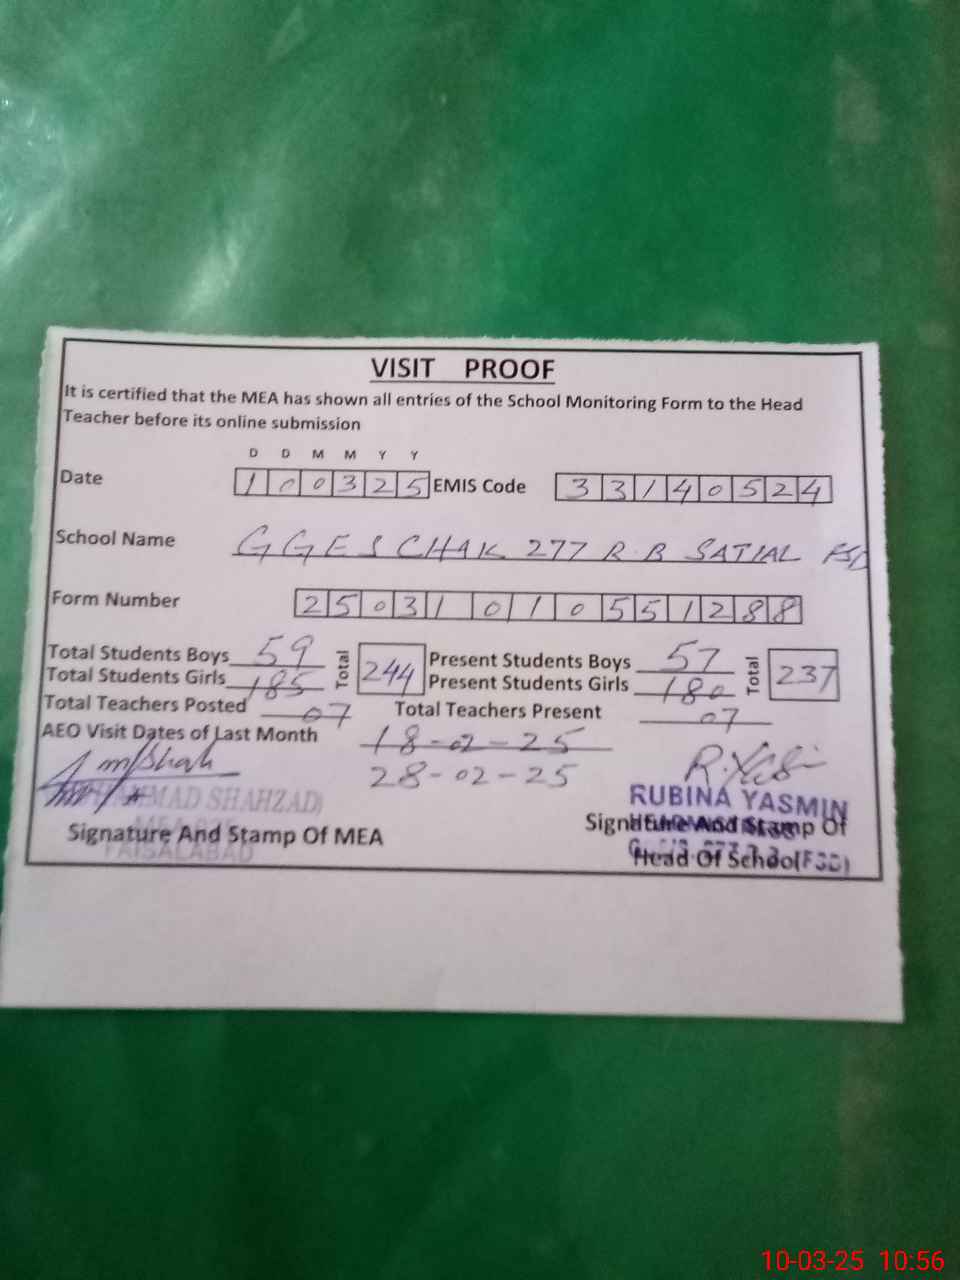 VISIT PROOF
It is certified that the MEA has shown all entries of the School Monitoring Form to the Head
Teacher before its online submission
D D M M Y Y
Date 1 0 0 3 2 5 EMIS Code 3 3 1 4 0 5 2 4
School Name GGES CHAK 277 R.B SATIAL FSD
Form Number 2 5 0 3 1 0 1 0 5 5 1 2 8 8
Total Students Boys 59 Total 244 Present Students Boys 57 Total 237
Total Students Girls 185 Present Students Girls 180
Total Teachers Posted 07 Total Teachers Present 07
AEO Visit Dates of Last Month 18-02-25
28-02-25
MUHAMMAD SHAHZAD
RUBINA YASMIN
Signature And Stamp Of MEA
FAISALABAD
Signature And Stamp Of
Head Of School
10-03-25 10:56